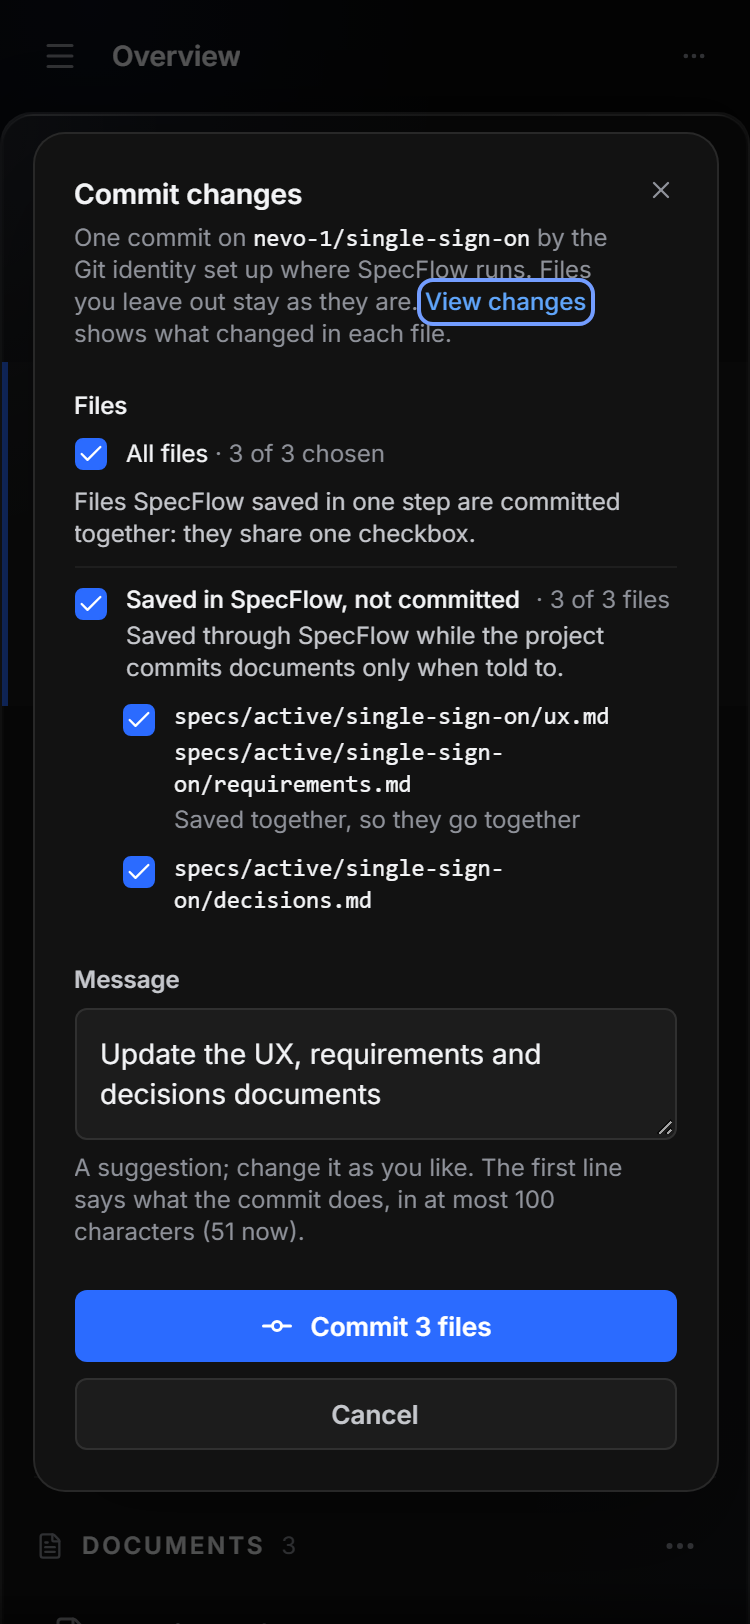 Overview
Commit changes
One commit on nevo-1/single-sign-on by the
Git identity set up where SpecFlow runs. Files
you leave out stay as they are. View changes
shows what changed in each file.
Files
All files · 3 of 3 chosen
Files SpecFlow saved in one step are committed
together: they share one checkbox.
Saved in SpecFlow, not committed · 3 of 3 files
Saved through SpecFlow while the project
commits documents only when told to.
specs/active/single-sign-on/ux.md
specs/active/single-sign-
on/requirements.md
Saved together, so they go together
specs/active/single-sign-
on/decisions.md
Message
Update the UX, requirements and
decisions documents
A suggestion; change it as you like. The first line
says what the commit does, in at most 100
characters (51 now).
Commit 3 files
Cancel
DOCUMENTS 3